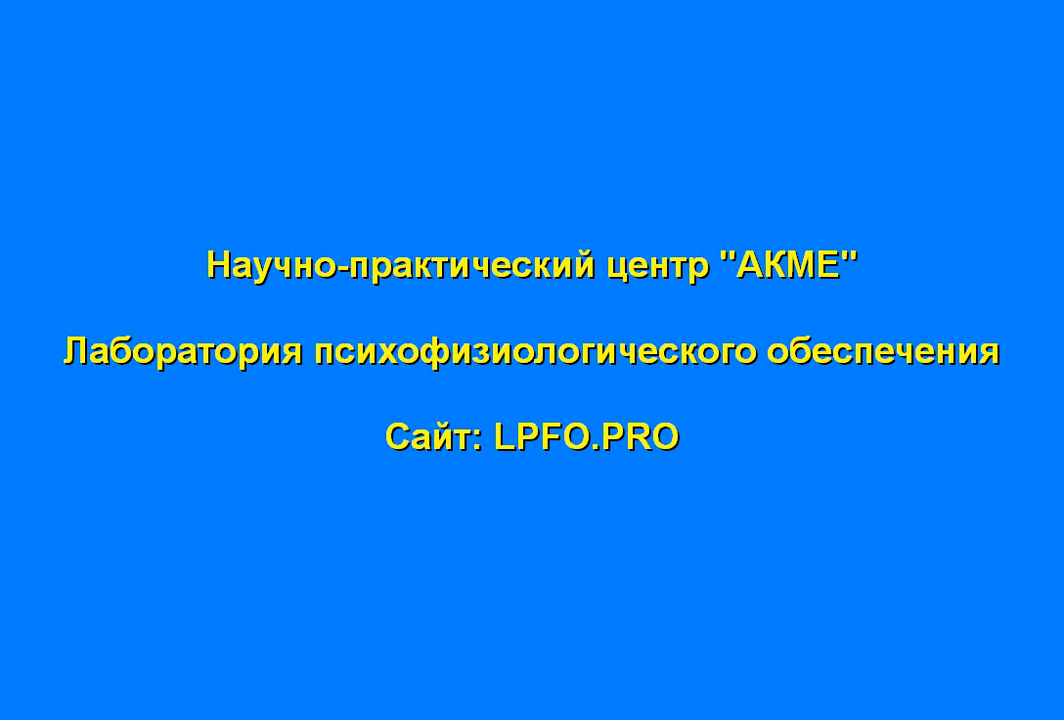 Научно-практический центр "АКМЕ"
Лаборатория психофизиологического обеспечения
Сайт: LPFO.PRO